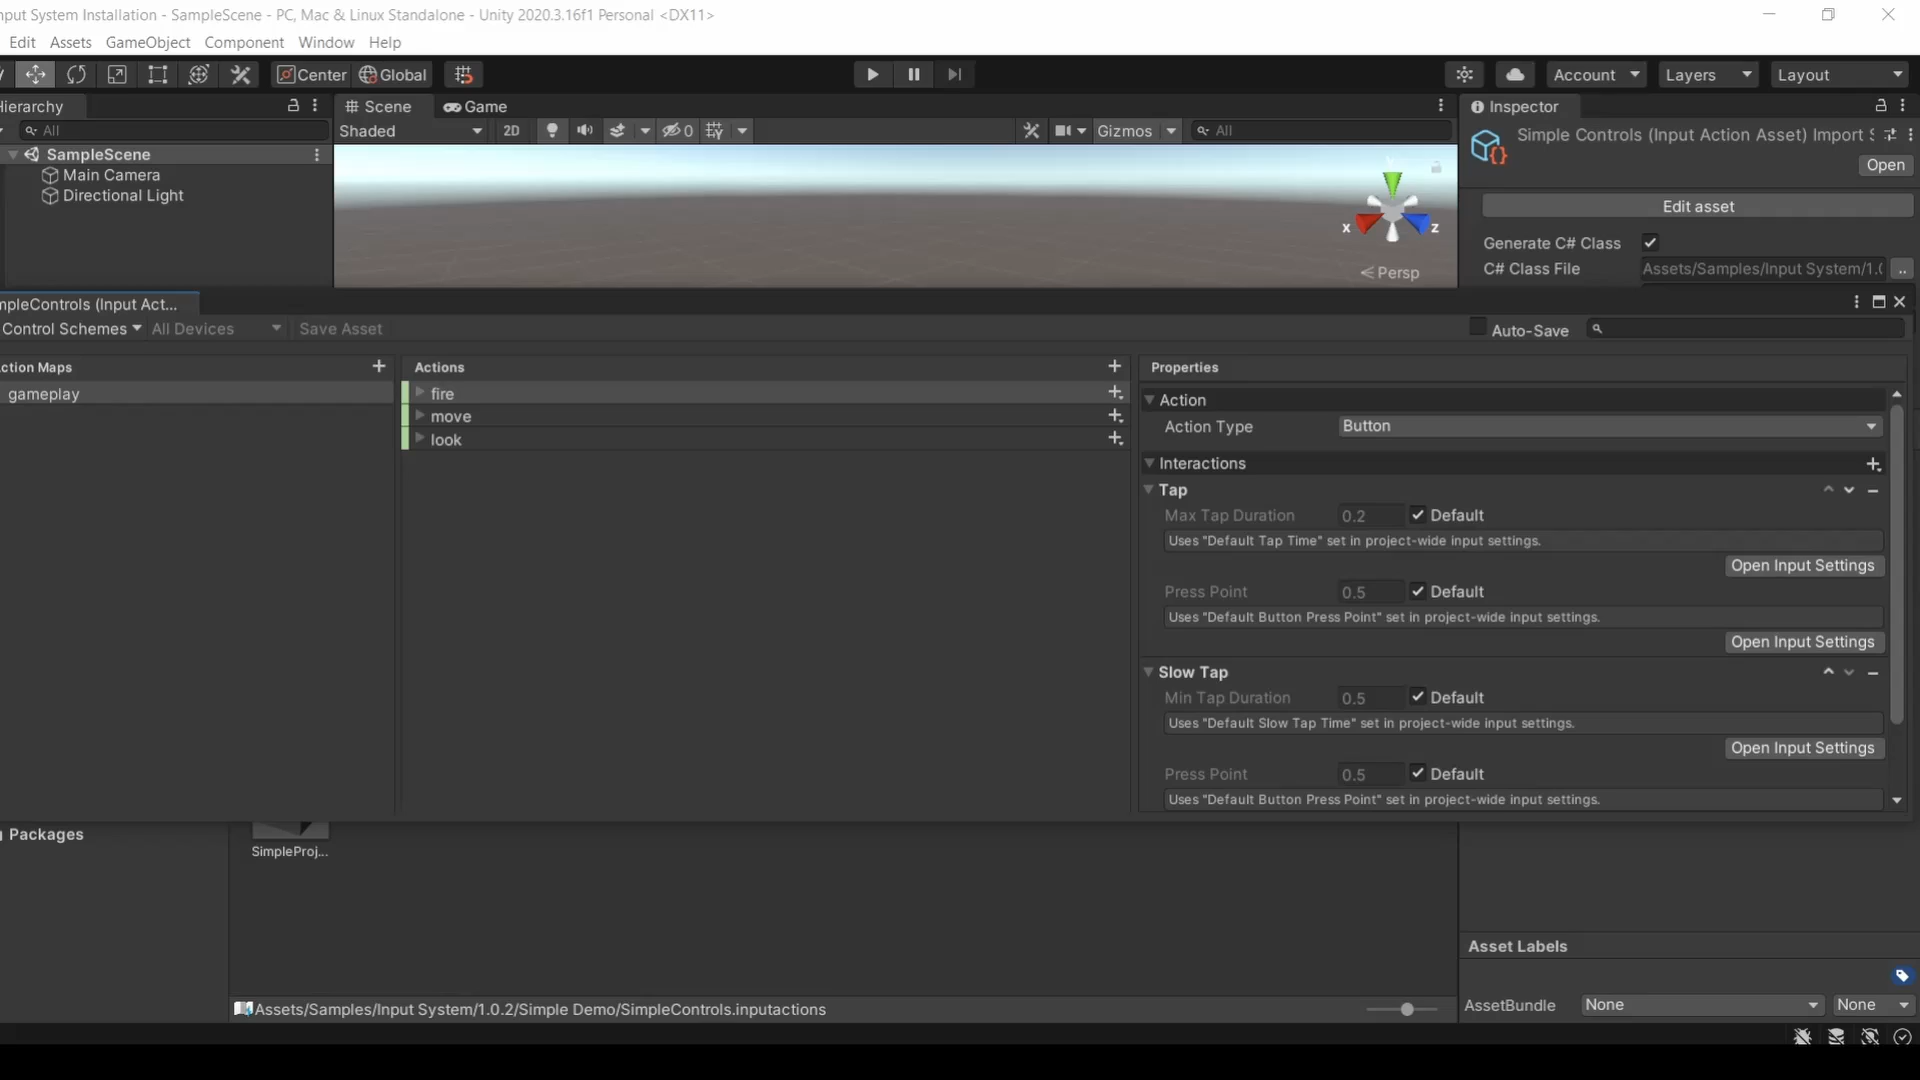 nput System Installation - SampleScene - PC, Mac & Linux Standalone - Unity 2020.3.16f1 Personal <DX11>
Edit Assets GameObject Component Window Help
Center Global Account Layers Layout
Hierarchy Scene Game Inspector
All Shaded 2D 0 Gizmos All
Simple Controls (Input Action Asset) Import S
Open
SampleScene
Main Camera
Directional Light
X Z
Persp
Edit asset
Generate C# Class
C# Class File Assets/Samples/Input System/1.0 ..
mpleControls (Input Act...
Control Schemes All Devices Save Asset Auto-Save
ction Maps Actions Properties
gameplay
fire
move
look
Action
Action Type Button
Interactions
Tap
Max Tap Duration 0.2 Default
Uses "Default Tap Time" set in project-wide input settings.
Open Input Settings
Press Point 0.5 Default
Uses "Default Button Press Point" set in project-wide input settings.
Open Input Settings
Slow Tap
Min Tap Duration 0.5 Default
Uses "Default Slow Tap Time" set in project-wide input settings.
Open Input Settings
Press Point 0.5 Default
Uses "Default Button Press Point" set in project-wide input settings.
Packages
SimpleProj...
Asset Labels
Assets/Samples/Input System/1.0.2/Simple Demo/SimpleControls.inputactions
AssetBundle None None